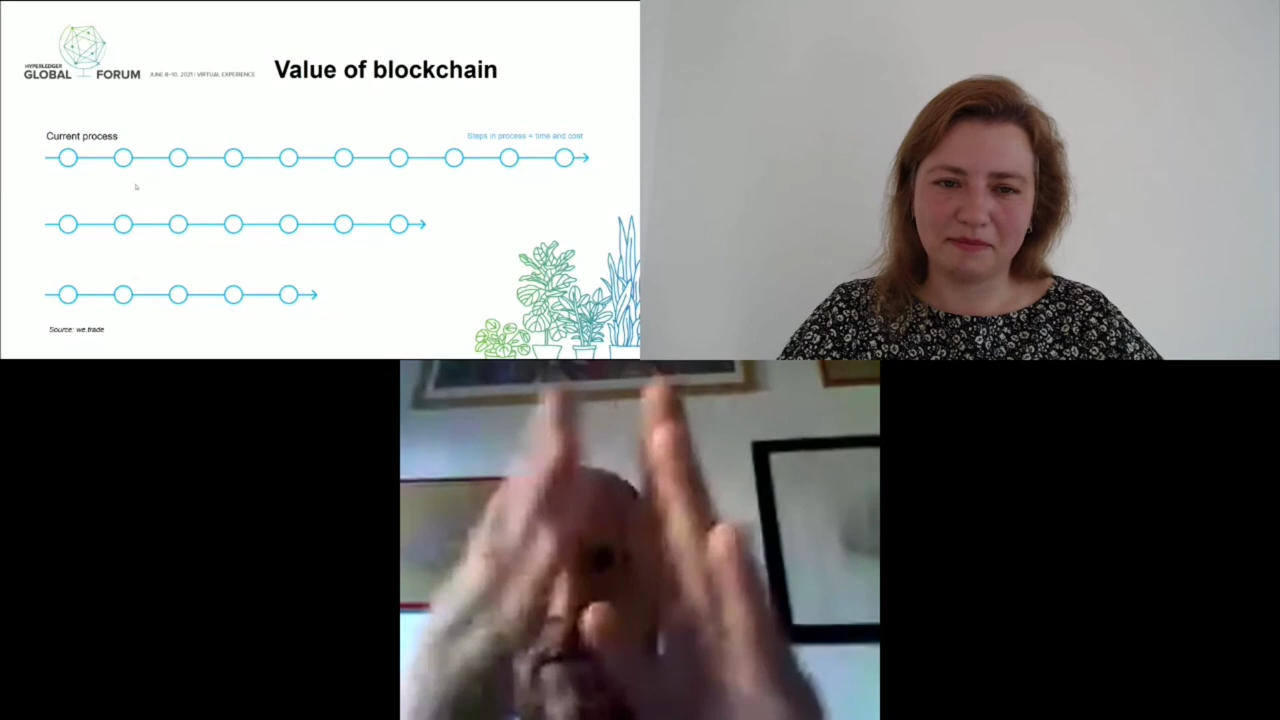 HYPERLEDGER
GLOBAL FORUM
JUNE 8-10, 2021 | VIRTUAL EXPERIENCE
Value of blockchain
Current process
Steps in process = time and cost
Source: we.trade